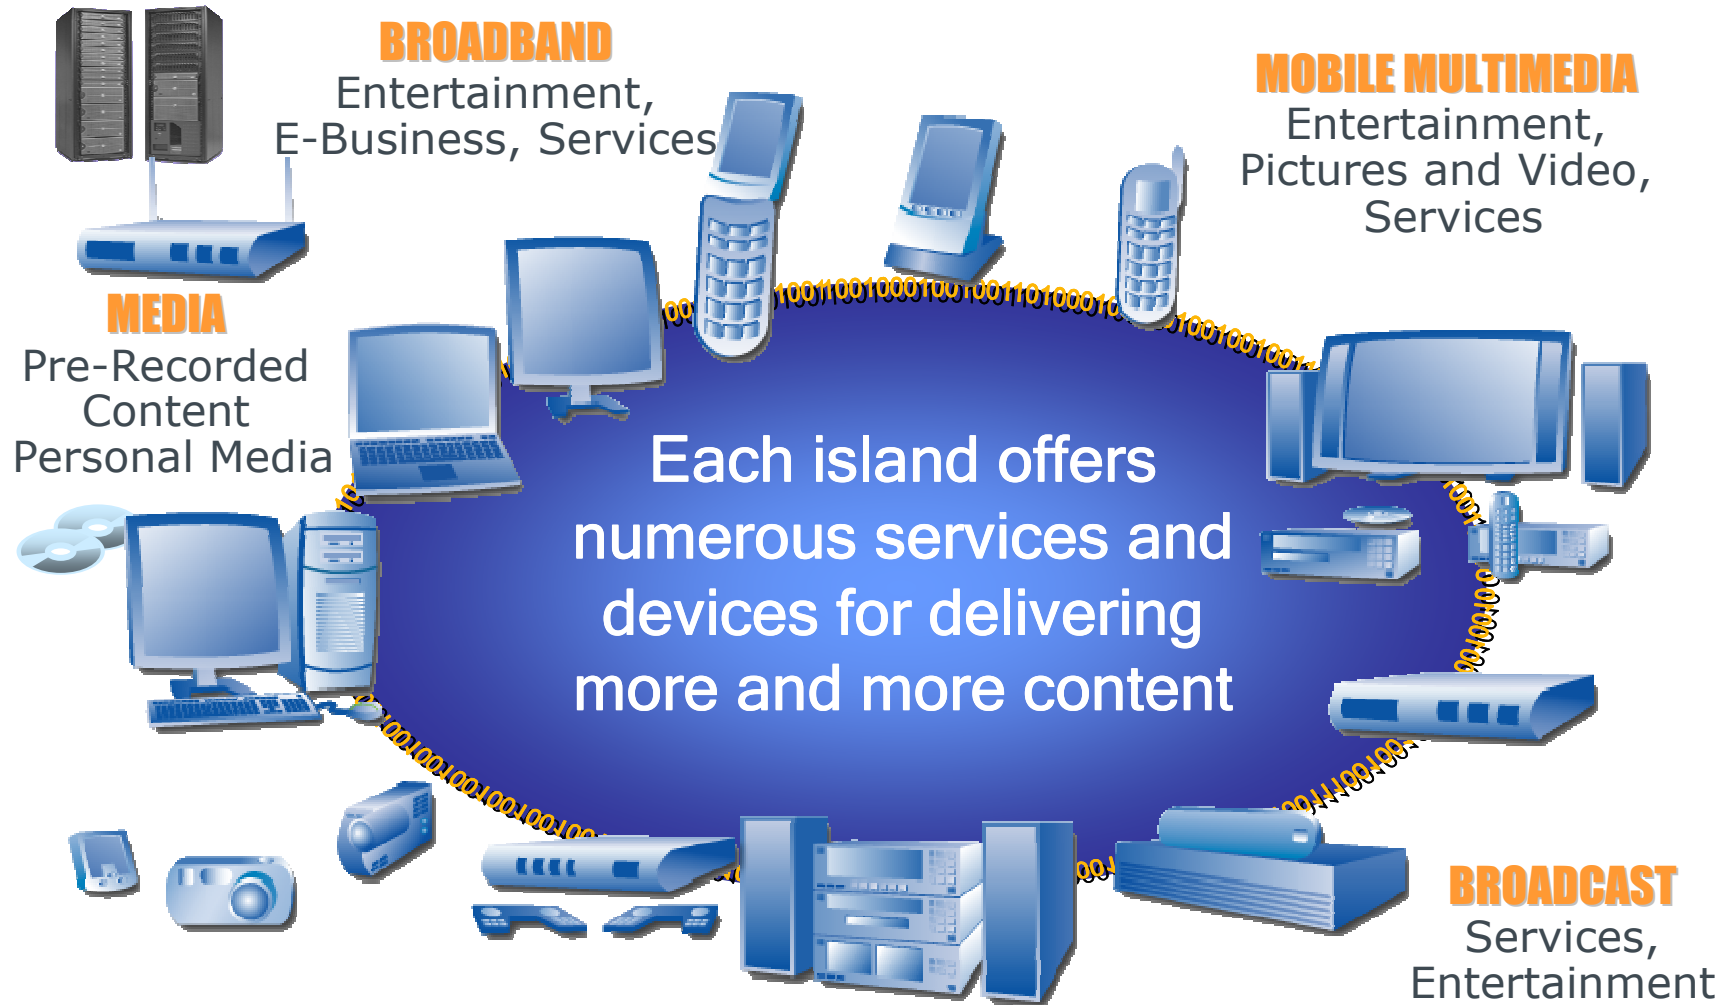 BROADBAND
Entertainment,
E-Business, Services
MOBILE MULTIMEDIA
Entertainment,
Pictures and Video,
Services
MEDIA
Pre-Recorded
Content
Personal Media
Each island offers
numerous services and
devices for delivering
more and more content
BROADCAST
Services,
Entertainment